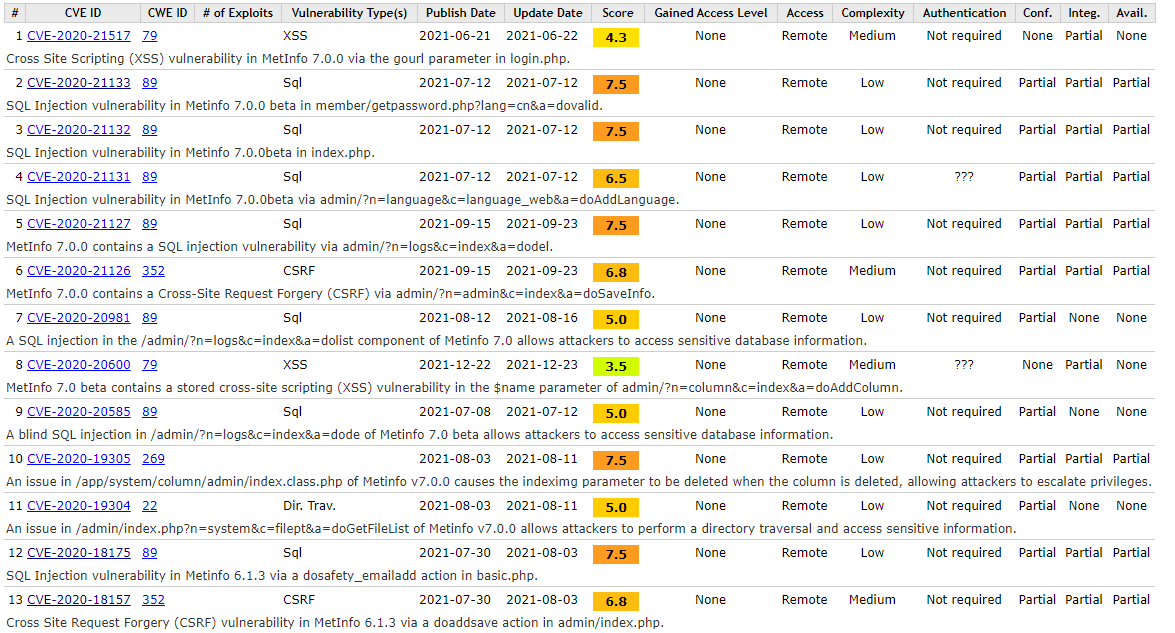 # CVE ID CWE ID # of Exploits Vulnerability Type(s) Publish Date Update Date Score Gained Access Level Access Complexity Authentication Conf. Integ. Avail.
1 CVE-2020-21517 79 XSS 2021-06-21 2021-06-22 4.3 None Remote Medium Not required None Partial None
Cross Site Scripting (XSS) vulnerability in MetInfo 7.0.0 via the gourl parameter in login.php.
2 CVE-2020-21133 89 Sql 2021-07-12 2021-07-12 7.5 None Remote Low Not required Partial Partial Partial
SQL Injection vulnerability in Metinfo 7.0.0 beta in member/getpassword.php?lang=cn&a=dovalid.
3 CVE-2020-21132 89 Sql 2021-07-12 2021-07-12 7.5 None Remote Low Not required Partial Partial Partial
SQL Injection vulnerability in Metinfo 7.0.0beta in index.php.
4 CVE-2020-21131 89 Sql 2021-07-12 2021-07-12 6.5 None Remote Low ??? Partial Partial Partial
SQL Injection vulnerability in MetInfo 7.0.0beta via admin/?n=language&c=language_web&a=doAddLanguage.
5 CVE-2020-21127 89 Sql 2021-09-15 2021-09-23 7.5 None Remote Low Not required Partial Partial Partial
MetInfo 7.0.0 contains a SQL injection vulnerability via admin/?n=logs&c=index&a=dodel.
6 CVE-2020-21126 352 CSRF 2021-09-15 2021-09-23 6.8 None Remote Medium Not required Partial Partial Partial
MetInfo 7.0.0 contains a Cross-Site Request Forgery (CSRF) via admin/?n=admin&c=index&a=doSaveInfo.
7 CVE-2020-20981 89 Sql 2021-08-12 2021-08-16 5.0 None Remote Low Not required Partial None None
A SQL injection in the /admin/?n=logs&c=index&a=dolist component of Metinfo 7.0 allows attackers to access sensitive database information.
8 CVE-2020-20600 79 XSS 2021-12-22 2021-12-23 3.5 None Remote Medium ??? None Partial None
MetInfo 7.0 beta contains a stored cross-site scripting (XSS) vulnerability in the $name parameter of admin/?n=column&c=index&a=doAddColumn.
9 CVE-2020-20585 89 Sql 2021-07-08 2021-07-12 5.0 None Remote Low Not required Partial None None
A blind SQL injection in /admin/?n=logs&c=index&a=dode of Metinfo 7.0 beta allows attackers to access sensitive database information.
10 CVE-2020-19305 269 2021-08-03 2021-08-11 7.5 None Remote Low Not required Partial Partial Partial
An issue in /app/system/column/admin/index.class.php of Metinfo v7.0.0 causes the indeximg parameter to be deleted when the column is deleted, allowing attackers to escalate privileges.
11 CVE-2020-19304 22 Dir. Trav. 2021-08-03 2021-08-11 5.0 None Remote Low Not required Partial None None
An issue in /admin/index.php?n=system&c=filept&a=doGetFileList of Metinfo v7.0.0 allows attackers to perform a directory traversal and access sensitive information.
12 CVE-2020-18175 89 Sql 2021-07-30 2021-08-03 7.5 None Remote Low Not required Partial Partial Partial
SQL Injection vulnerability in Metinfo 6.1.3 via a dosafety_emailadd action in basic.php.
13 CVE-2020-18157 352 CSRF 2021-07-30 2021-08-03 6.8 None Remote Medium Not required Partial Partial Partial
Cross Site Request Forgery (CSRF) vulnerability in MetInfo 6.1.3 via a doaddsave action in admin/index.php.